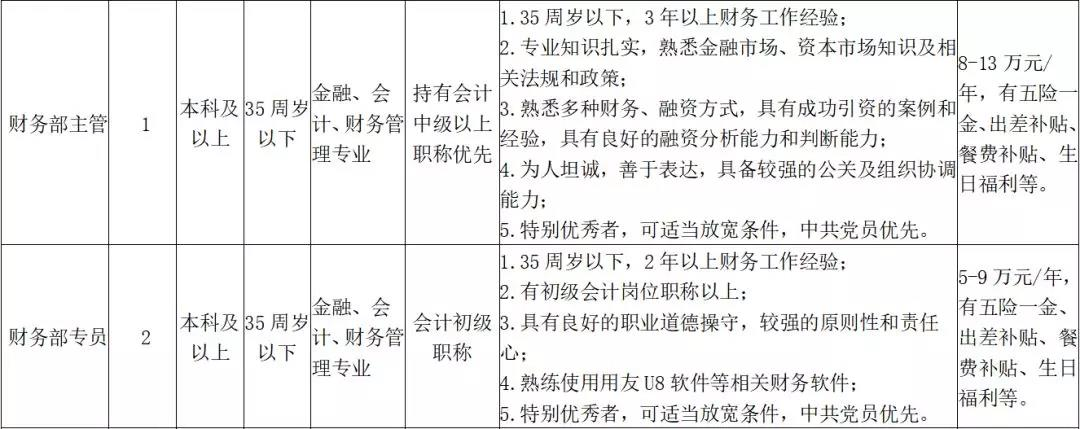 财务部主管
1
本科及
以上
35 周岁
以下
金融、会
计、财务管
理专业
持有会计
中级以上
职称优先
1.35 周岁以下，3 年以上财务工作经验；
2.专业知识扎实，熟悉金融市场、资本市场知识及相
关法规和政策；
3.熟悉多种财务、融资方式，具有成功引资的案例和
经验，具有良好的融资分析能力和判断能力；
4.为人坦诚，善于表达，具备较强的公关及组织协调
能力；
5.特别优秀者，可适当放宽条件，中共党员优先。
8-13 万元/
年，有五险一
金、出差补贴、
餐费补贴、生
日福利等。
财务部专员
2
本科及
以上
35 周岁
以下
金融、会
计、财务管
理专业
会计初级
职称
1.35 周岁以下，2 年以上财务工作经验；
2.有初级会计岗位职称以上；
3.具有良好的职业道德操守，较强的原则性和责任
心；
4.熟练使用用友 U8 软件等相关财务软件；
5.特别优秀者，可适当放宽条件，中共党员优先。
5-9 万元/年，
有五险一金、
出差补贴、餐
费补贴、生日
福利等。